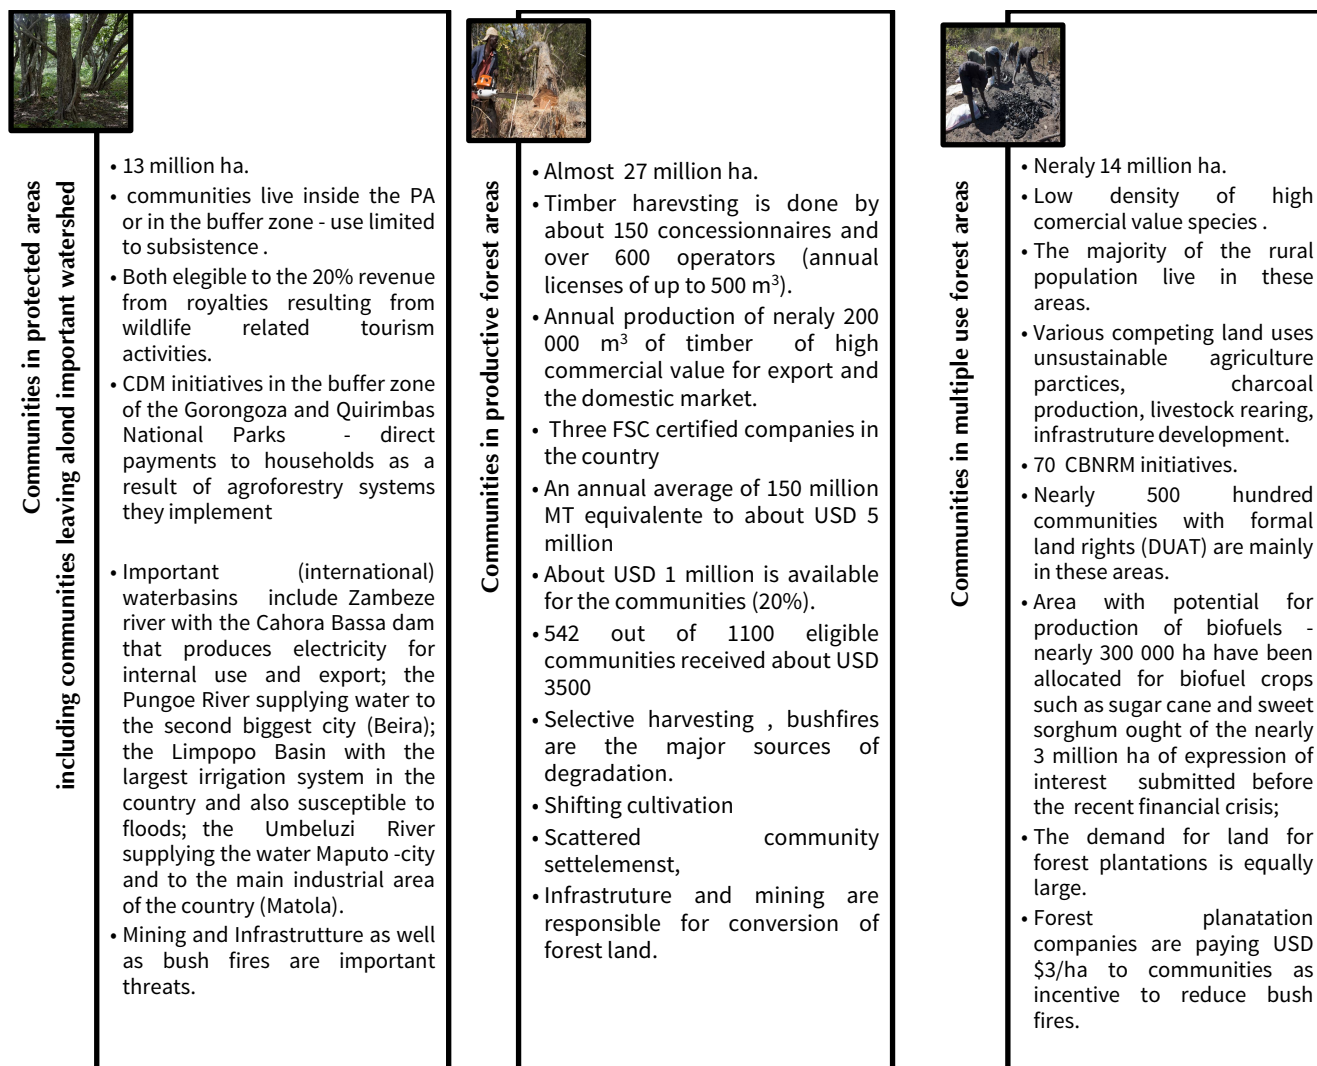 Communities in protected areas
including communities leaving alond important watershed
• 13 million ha.
• communities live inside the PA
or in the buffer zone - use limited
to subsistence .
• Both elegible to the 20% revenue
from royalties resulting from
wildlife related tourism
activities.
• CDM initiatives in the buffer zone
of the Gorongoza and Quirimbas
National Parks - direct
payments to households as a
result of agroforestry systems
they implement
• Important (international)
waterbasins include Zambeze
river with the Cahora Bassa dam
that produces electricity for
internal use and export; the
Pungoe River supplying water to
the second biggest city (Beira);
the Limpopo Basin with the
largest irrigation system in the
country and also susceptible to
floods; the Umbeluzi River
supplying the water Maputo -city
and to the main industrial area
of the country (Matola).
• Mining and Infrastrutture as well
as bush fires are important
threats.
Communities in productive forest areas
• Almost 27 million ha.
• Timber harevsting is done by
about 150 concessionnaires and
over 600 operators (annual
licenses of up to 500 m³).
• Annual production of neraly 200
000 m³ of timber of high
commercial value for export and
the domestic market.
• Three FSC certified companies in
the country
• An annual average of 150 million
MT equivalente to about USD 5
million
• About USD 1 million is available
for the communities (20%).
• 542 out of 1100 eligible
communities received about USD
3500
• Selective harvesting , bushfires
are the major sources of
degradation.
• Shifting cultivation
• Scattered community
settelemenst,
• Infrastruture and mining are
responsible for conversion of
forest land.
Communities in multiple use forest areas
• Neraly 14 million ha.
• Low density of high
comercial value species .
• The majority of the rural
population live in these
areas.
• Various competing land uses
unsustainable agriculture
parctices, charcoal
production, livestock rearing,
infrastruture development.
• 70 CBNRM initiatives.
• Nearly 500 hundred
communities with formal
land rights (DUAT) are mainly
in these areas.
• Area with potential for
production of biofuels -
nearly 300 000 ha have been
allocated for biofuel crops
such as sugar cane and sweet
sorghum ought of the nearly
3 million ha of expression of
interest submitted before
the recent financial crisis;
• The demand for land for
forest plantations is equally
large.
• Forest planatation
companies are paying USD
$3/ha to communities as
incentive to reduce bush
fires.